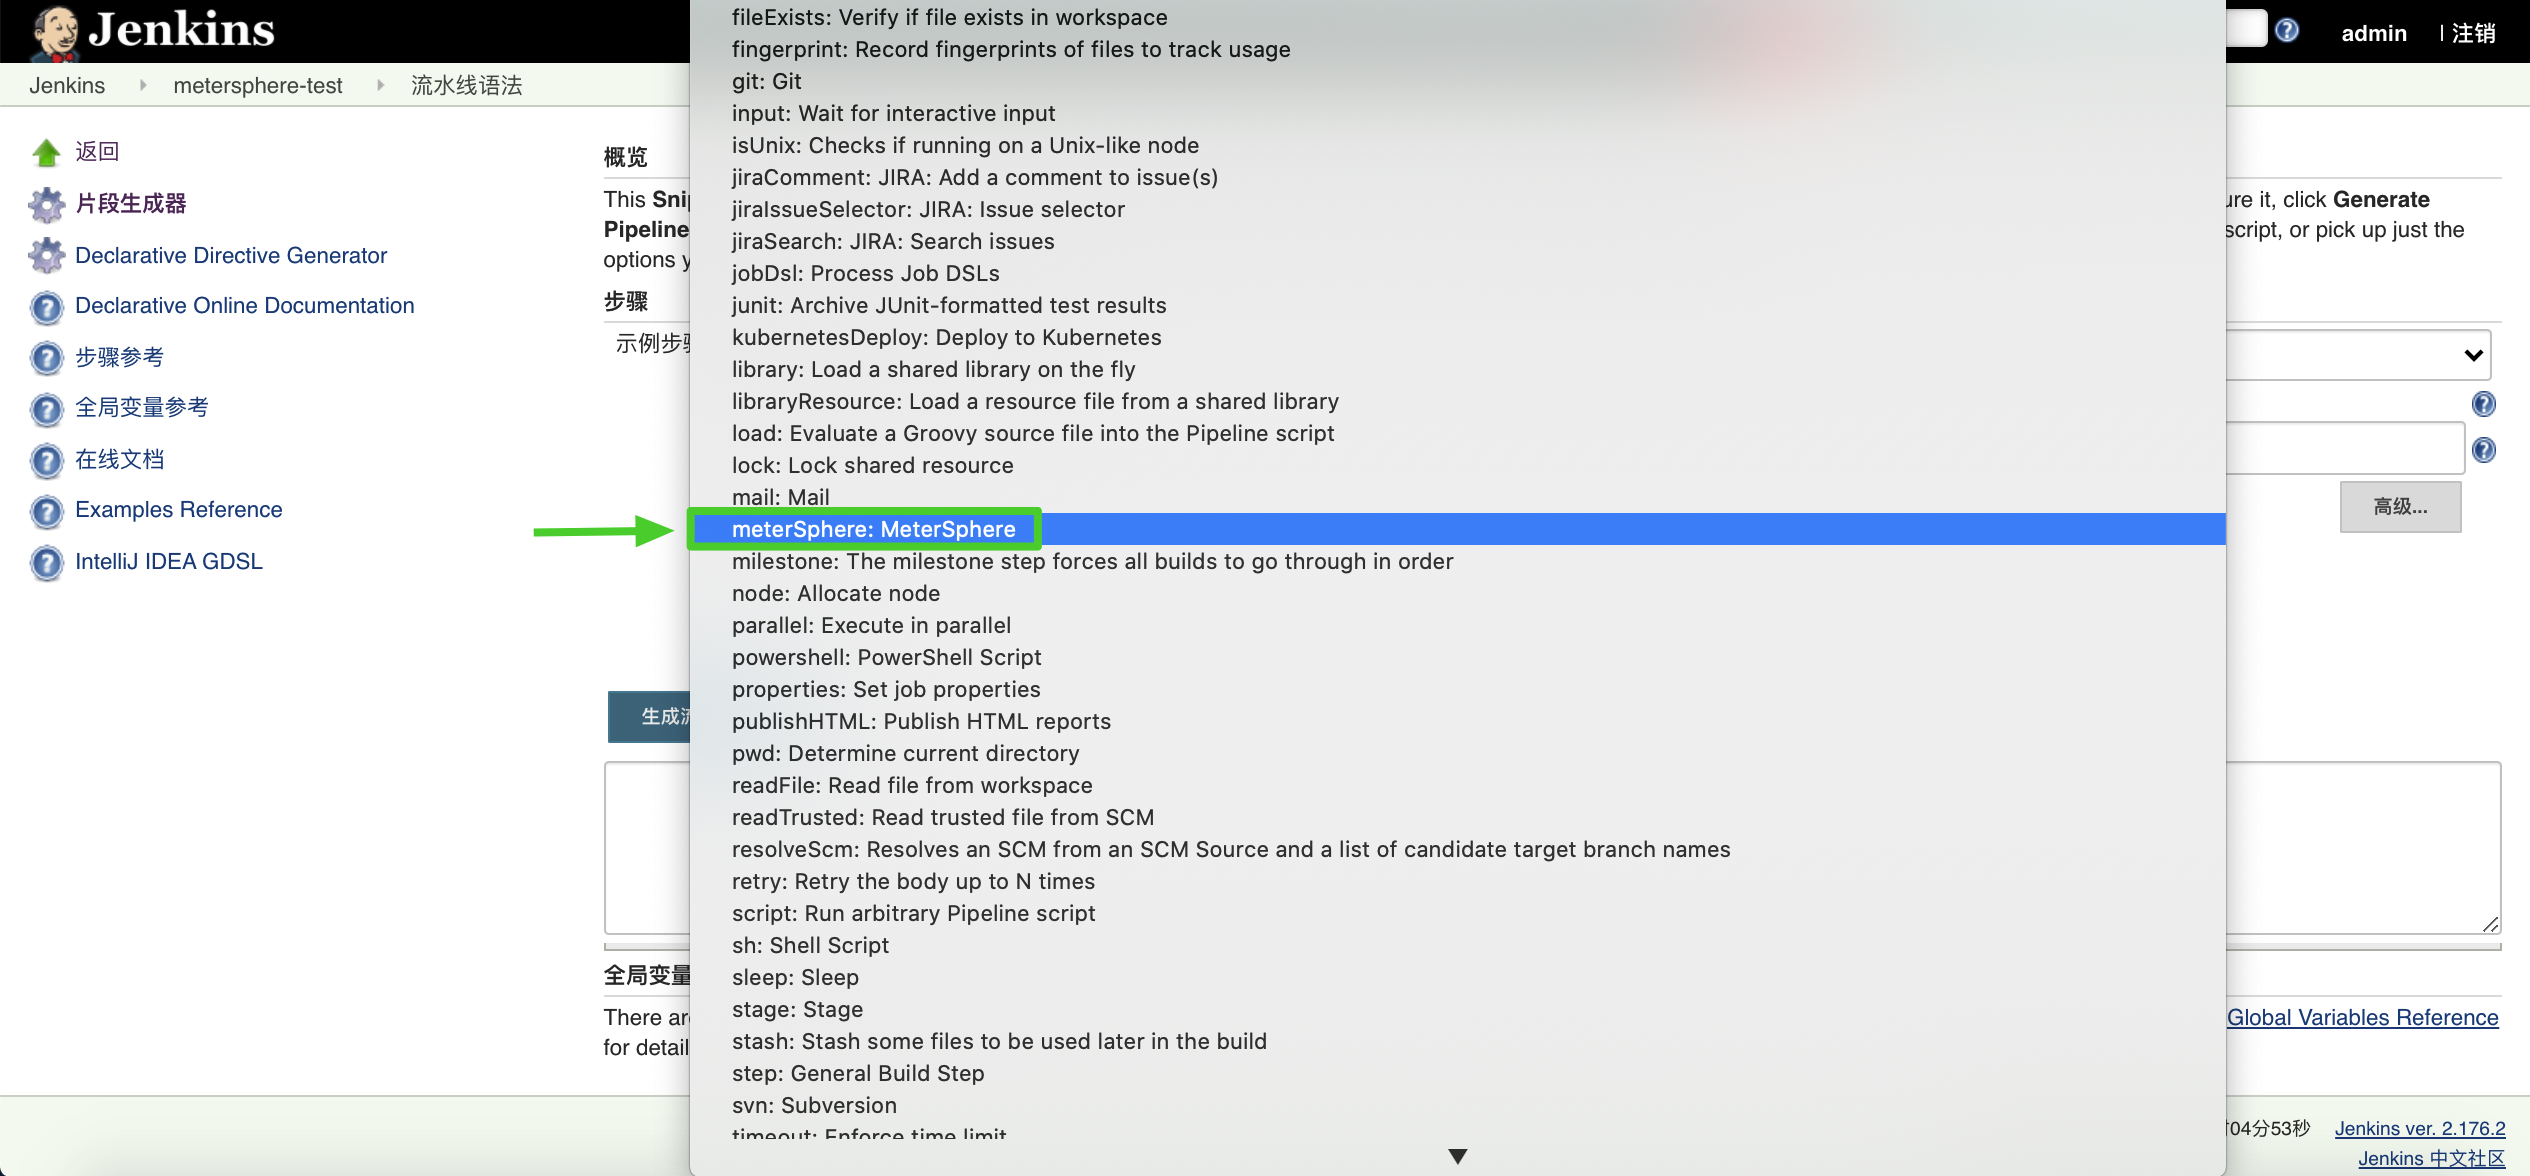 Jenkins
admin
| 注销
Jenkins
metersphere-test
流水线语法
返回
片段生成器
Declarative Directive Generator
Declarative Online Documentation
步骤参考
全局变量参考
在线文档
Examples Reference
IntelliJ IDEA GDSL
概览
This
Pipeline
options
ure it, click Generate
script, or pick up just the
步骤
示例步
高级...
生成
fileExists: Verify if file exists in workspace
fingerprint: Record fingerprints of files to track usage
git: Git
input: Wait for interactive input
isUnix: Checks if running on a Unix-like node
jiraComment: JIRA: Add a comment to issue(s)
jiraIssueSelector: JIRA: Issue selector
jiraSearch: JIRA: Search issues
jobDsl: Process Job DSLs
junit: Archive JUnit-formatted test results
kubernetesDeploy: Deploy to Kubernetes
library: Load a shared library on the fly
libraryResource: Load a resource file from a shared library
load: Evaluate a Groovy source file into the Pipeline script
lock: Lock shared resource
mail: Mail
meterSphere: MeterSphere
milestone: The milestone step forces all builds to go through in order
node: Allocate node
parallel: Execute in parallel
powershell: PowerShell Script
properties: Set job properties
publishHTML: Publish HTML reports
pwd: Determine current directory
readFile: Read file from workspace
readTrusted: Read trusted file from SCM
resolveScm: Resolves an SCM from an SCM Source and a list of candidate target branch names
retry: Retry the body up to N times
script: Run arbitrary Pipeline script
sh: Shell Script
sleep: Sleep
stage: Stage
stash: Stash some files to be used later in the build
step: General Build Step
svn: Subversion
timeout: Enforce time limit
全局变量
There
for detail
Global Variables Reference
04分53秒
Jenkins ver. 2.176.2
Jenkins 中文社区